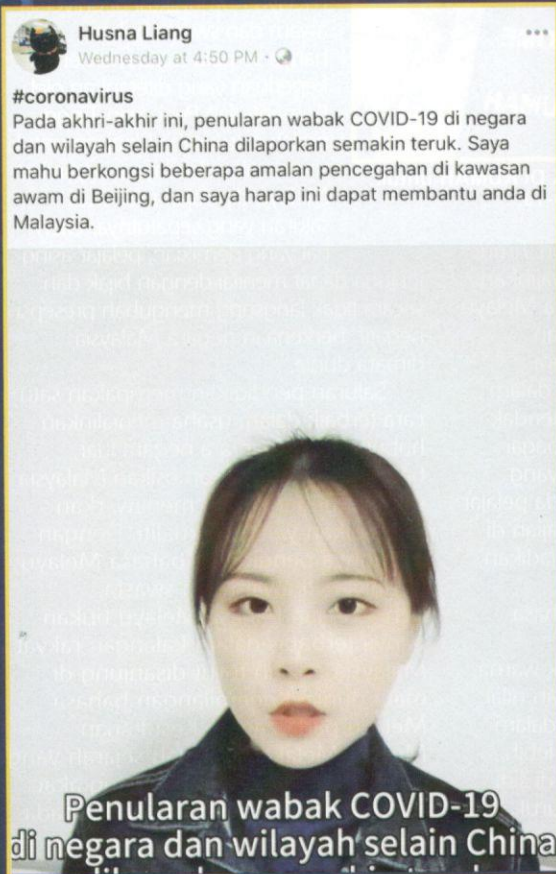 Husna Liang
Wednesday at 4:50 PM ·
#coronavirus
Pada akhri-akhir ini, penularan wabak COVID-19 di negara
dan wilayah selain China dilaporkan semakin teruk. Saya
mahu berkongsi beberapa amalan pencegahan di kawasan
awam di Beijing, dan saya harap ini dapat membantu anda di
Malaysia.
Penularan wabak COVID-19
di negara dan wilayah selain China